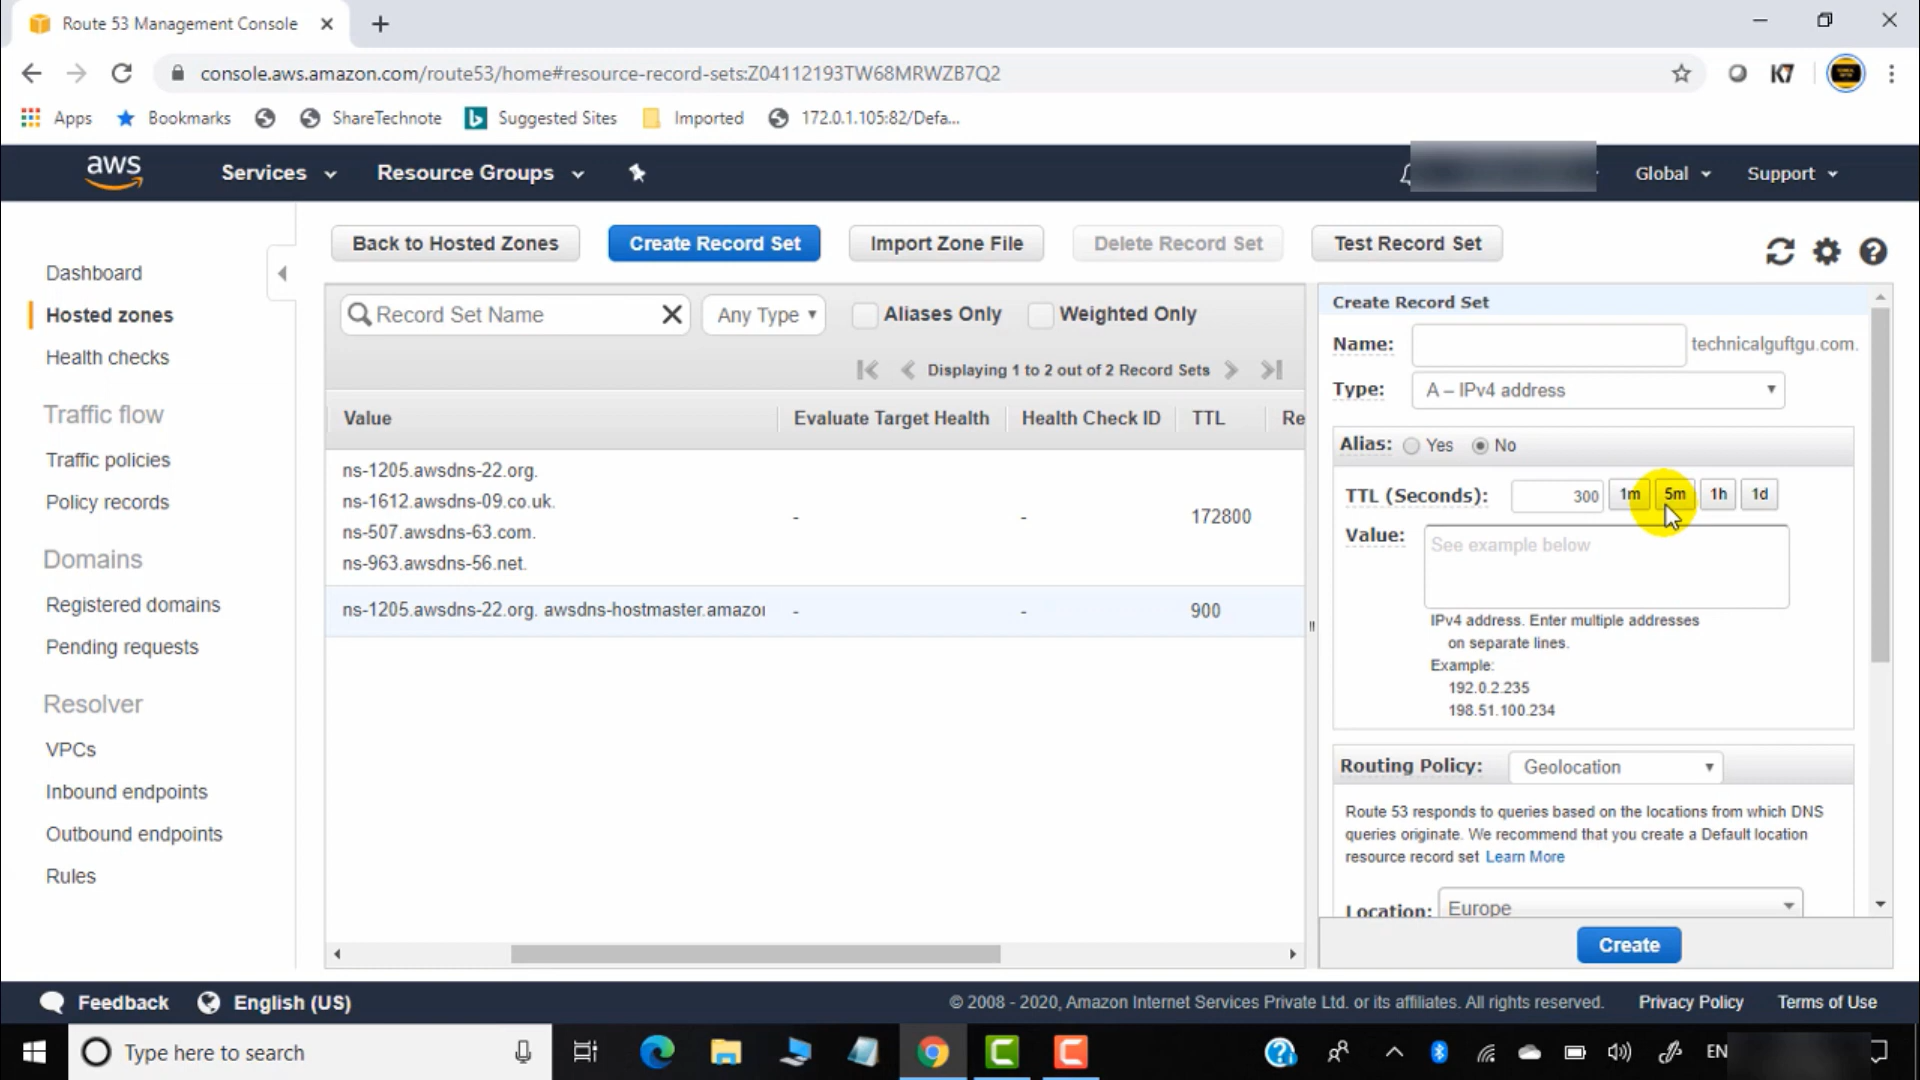 Route 53 Management Console
console.aws.amazon.com/route53/home#resource-record-sets:Z04112193TW68MRWZB7Q2
K7
Apps
Bookmarks
ShareTechnote
Suggested Sites
Imported
172.0.1.105:82/Defa...
aws
Services
Resource Groups
Global
Support
Dashboard
Hosted zones
Health checks
Traffic flow
Traffic policies
Policy records
Domains
Registered domains
Pending requests
Resolver
VPCs
Inbound endpoints
Outbound endpoints
Rules
Back to Hosted Zones
Create Record Set
Import Zone File
Delete Record Set
Test Record Set
Record Set Name
Any Type
Aliases Only
Weighted Only
Displaying 1 to 2 out of 2 Record Sets
Value Evaluate Target Health Health Check ID TTL Re
ns-1205.awsdns-22.org.
ns-1612.awsdns-09.co.uk.
ns-507.awsdns-63.com.
ns-963.awsdns-56.net.
- - 172800
ns-1205.awsdns-22.org. awsdns-hostmaster.amazon - - 900
Create Record Set
Name: technicalguftgu.com.
Type: A – IPv4 address
Alias: Yes No
TTL (Seconds): 300 1m 5m 1h 1d
Value: See example below
IPv4 address. Enter multiple addresses
on separate lines.
Example:
192.0.2.235
198.51.100.234
Routing Policy: Geolocation
Route 53 responds to queries based on the locations from which DNS
queries originate. We recommend that you create a Default location
resource record set Learn More
Location: Europe
Create
Feedback
English (US)
© 2008 - 2020, Amazon Internet Services Private Ltd. or its affiliates. All rights reserved.
Privacy Policy
Terms of Use
Type here to search
EN